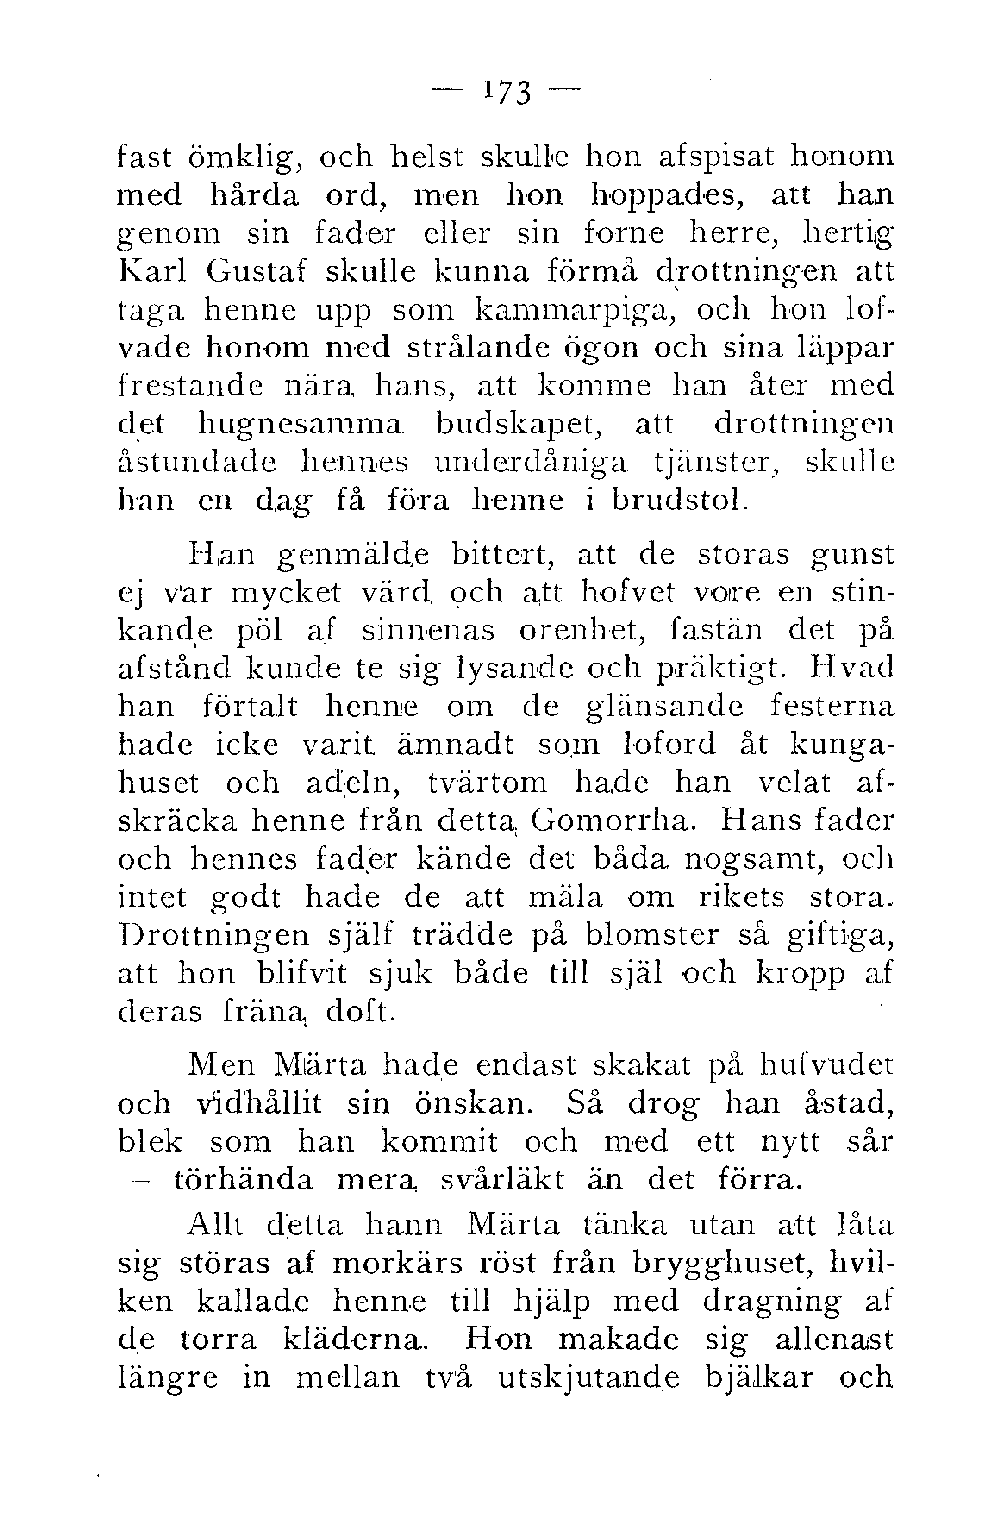 — 173 —
fast ömklig, och helst skulle hon afspisat honom
med hårda ord, men hon hoppades, att han
genom sin fader eller sin forne herre, hertig
Karl Gustaf skulle kunna förmå drottningen att
taga henne upp som kammarpiga, och hon lof-
vade honom med strålande ögon och sina läppar
frestande nära hans, att komme han åter med
det hugnesamma budskapet, att drottningen
åstundade hennes underdåniga tjänster, skulle
han en dag få föra henne i brudstol.
Han genmälde bittert, att de storas gunst
ej var mycket värd och att hofvet vore en stin-
kande pöl af sinnenas orenhet, fastän det på
afstånd kunde te sig lysande och präktigt. Hvad
han förtalt henne om de glänsande festerna
hade icke varit ämnadt som loford åt kunga-
huset och adeln, tvärtom hade han velat af-
skräcka henne från detta Gomorrha. Hans fader
och hennes fader kände det båda nogsamt, och
intet godt hade de att mäla om rikets stora.
Drottningen själf trädde på blomster så giftiga,
att hon blifvit sjuk både till själ och kropp af
deras fräna doft.
Men Märta hade endast skakat på hufvudet
och vidhållit sin önskan. Så drog han åstad,
blek som han kommit och med ett nytt sår
— törhända mera svårläkt än det förra.
Allt detta hann Märta tänka utan att låta
sig störas af morkärs röst från brygghuset, hvil-
ken kallade henne till hjälp med dragning af
de torra kläderna. Hon makade sig allenast
längre in mellan två utskjutande bjälkar och